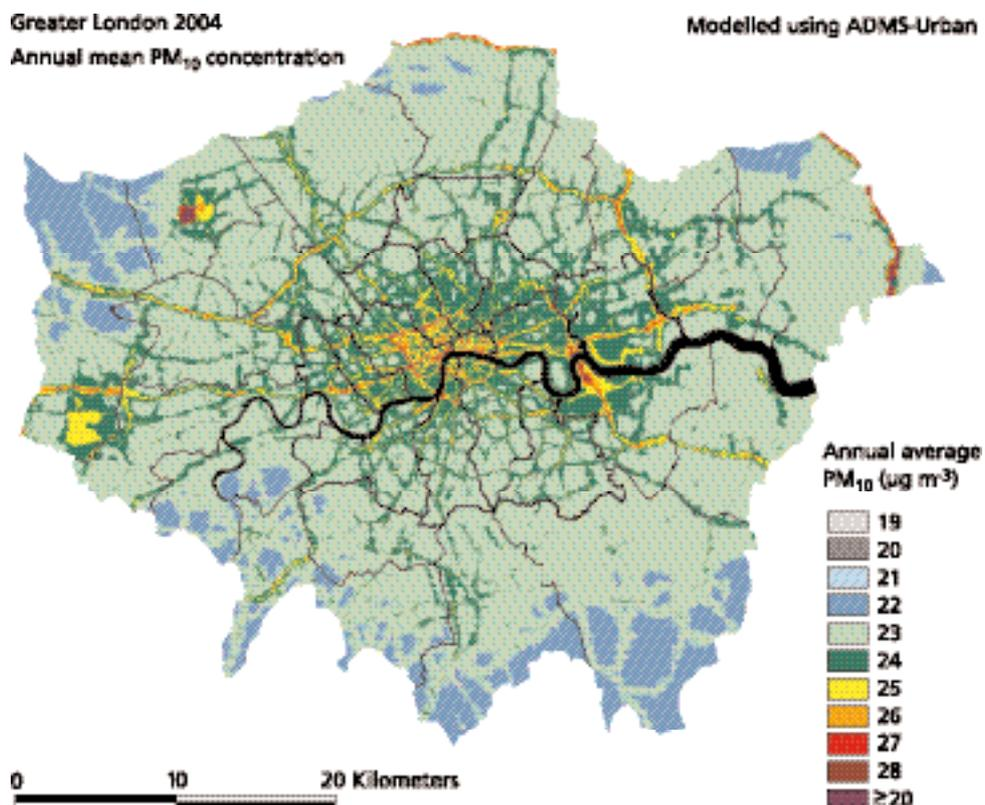 Greater London 2004
Annual mean PM₁₀ concentration
Modelled using ADMS-Urban
Annual average
PM₁₀ (µg m⁻³)
19
20
21
22
23
24
25
26
27
28
≥20
0 10 20 Kilometers